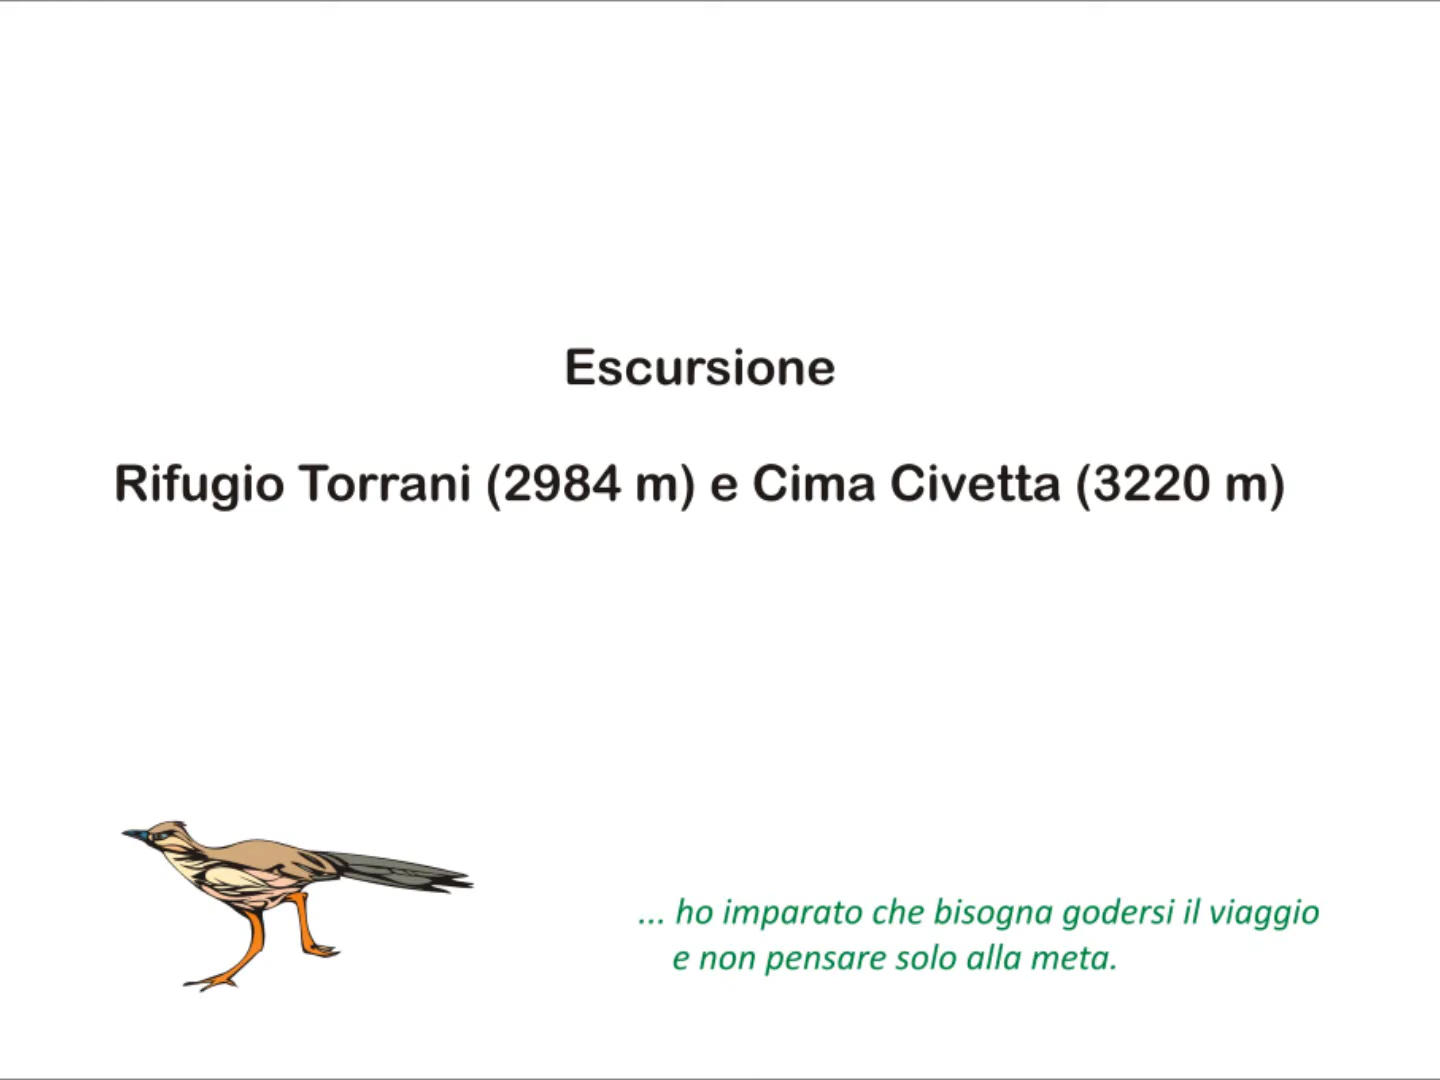 Escursione
Rifugio Torrani (2984 m) e Cima Civetta (3220 m)
... ho imparato che bisogna godersi il viaggio
e non pensare solo alla meta.